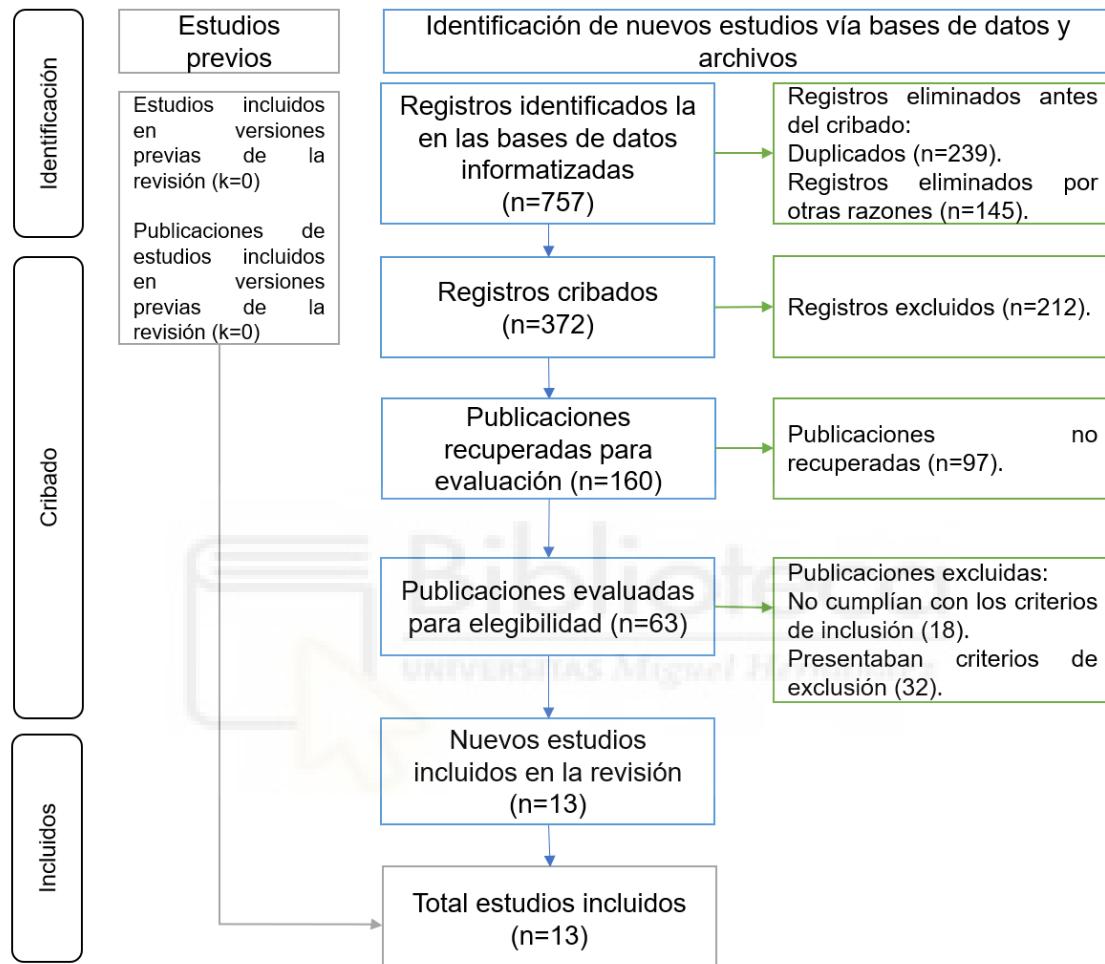 Identificación
Estudios
previos
Identificación de nuevos estudios vía bases de datos y
archivos
Estudios incluidos
en versiones
previas de la
revisión (k=0)
Publicaciones de
estudios incluidos
en versiones
previas de la
revisión (k=0)
Registros identificados la
en las bases de datos
informatizadas
(n=757)
Registros eliminados antes
del cribado:
Duplicados (n=239).
Registros eliminados por
otras razones (n=145).
Cribado
Registros cribados
(n=372)
Registros excluidos (n=212).
Publicaciones
recuperadas para
evaluación (n=160)
Publicaciones no
recuperadas (n=97).
Publicaciones evaluadas
para elegibilidad (n=63)
Publicaciones excluidas:
No cumplían con los criterios
de inclusión (18).
Presentaban criterios de
exclusión (32).
Biblioteca
UNIVERSITAS Miguel Hernández
Incluidos
Nuevos estudios
incluidos en la revisión
(n=13)
Total estudios incluidos
(n=13)